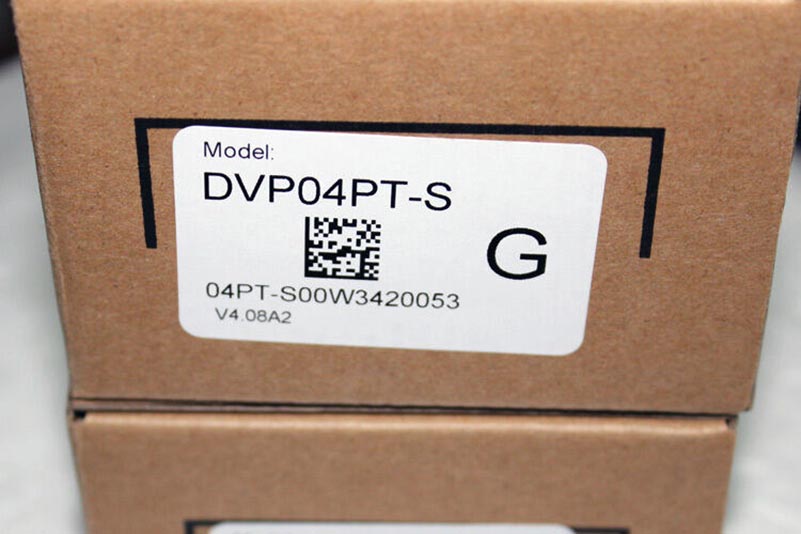 Model:
DVP04PT-S
G
04PT-S00W3420053
V4.08A2